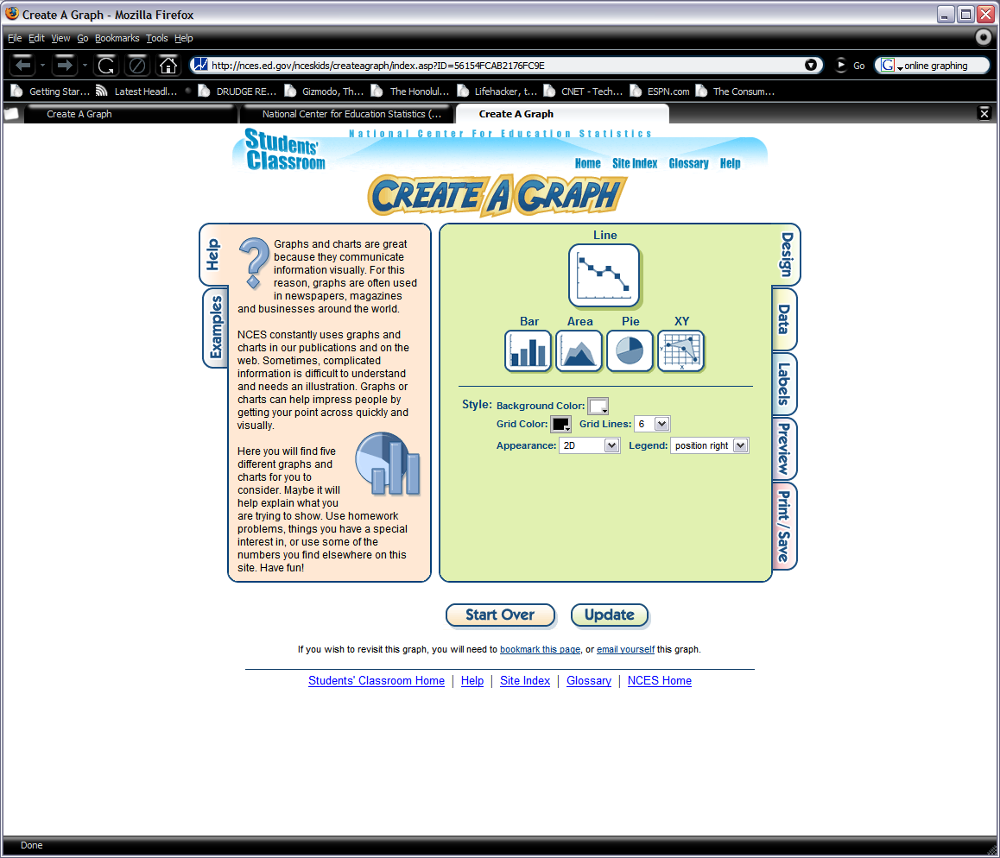 Create A Graph - Mozilla Firefox
File Edit View Go Bookmarks Tools Help
http://nces.ed.gov/nceskids/createagraph/index.asp?ID=56154FCAB2176FC9E
Go
G online graphing
Getting Star... Latest Headl... DRUDGE RE... Gizmodo, Th... The Honolul... Lifehacker, t... CNET - Tech... ESPN.com The Consum...
Create A Graph National Center for Education Statistics (... Create A Graph
National Center For Education Statistics
Students'
Classroom
Home Site Index Glossary Help
CREATE A GRAPH
Help
Examples
? Graphs and charts are great
because they communicate
information visually. For this
reason, graphs are often used
in newspapers, magazines
and businesses around the world.
NCES constantly uses graphs and
charts in our publications and on the
web. Sometimes, complicated
information is difficult to understand
and needs an illustration. Graphs or
charts can help impress people by
getting your point across quickly and
visually.
Here you will find five
different graphs and
charts for you to
consider. Maybe it will
help explain what you
are trying to show. Use homework
problems, things you have a special
interest in, or use some of the
numbers you find elsewhere on this
site. Have fun!
Line
Bar Area Pie XY
y
x
Style: Background Color:
Grid Color: Grid Lines: 6
Appearance: 2D Legend: position right
Design
Data
Labels
Preview
Print / Save
Start Over Update
If you wish to revisit this graph, you will need to bookmark this page, or email yourself this graph.
Students' Classroom Home | Help | Site Index | Glossary | NCES Home
Done